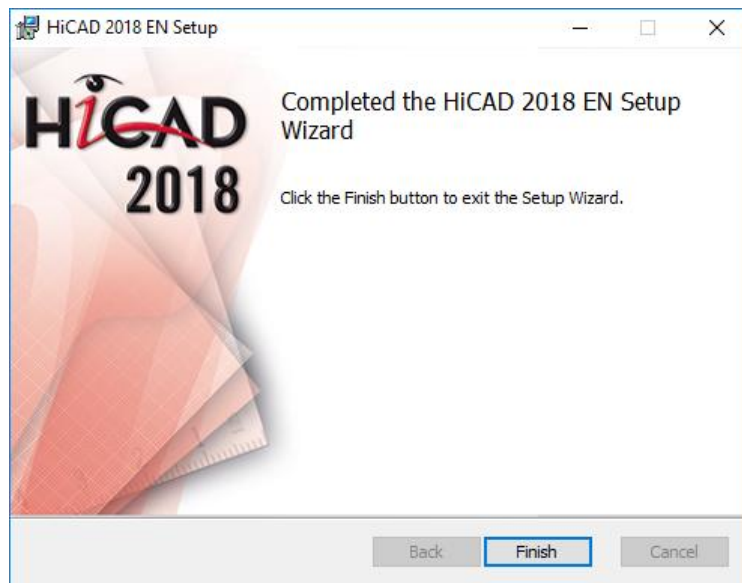 HiCAD 2018 EN Setup
HiCAD
2018
Completed the HiCAD 2018 EN Setup
Wizard
Click the Finish button to exit the Setup Wizard.
Back Finish Cancel